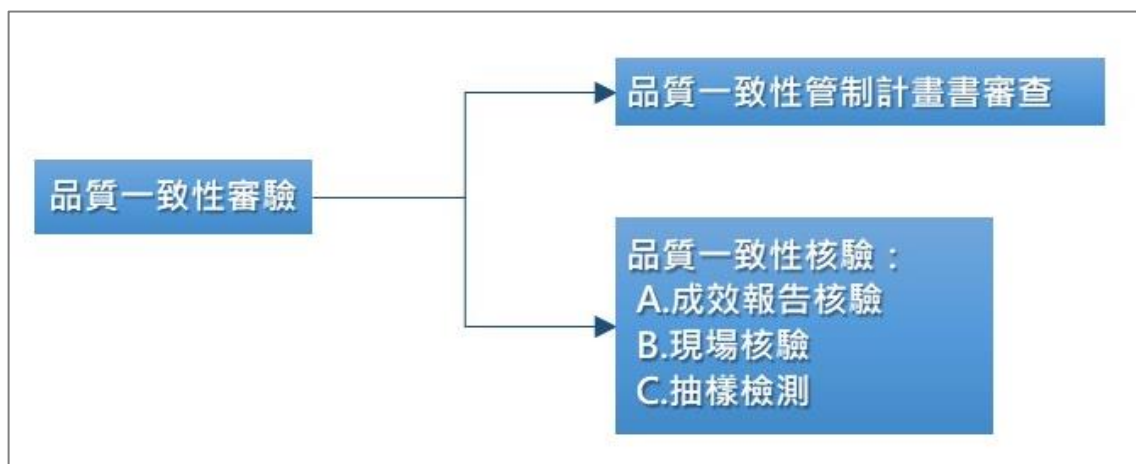 品質一致性管制計畫書審查
品質一致性審驗
品質一致性核驗：
A.成效報告核驗
B.現場核驗
C.抽樣檢測